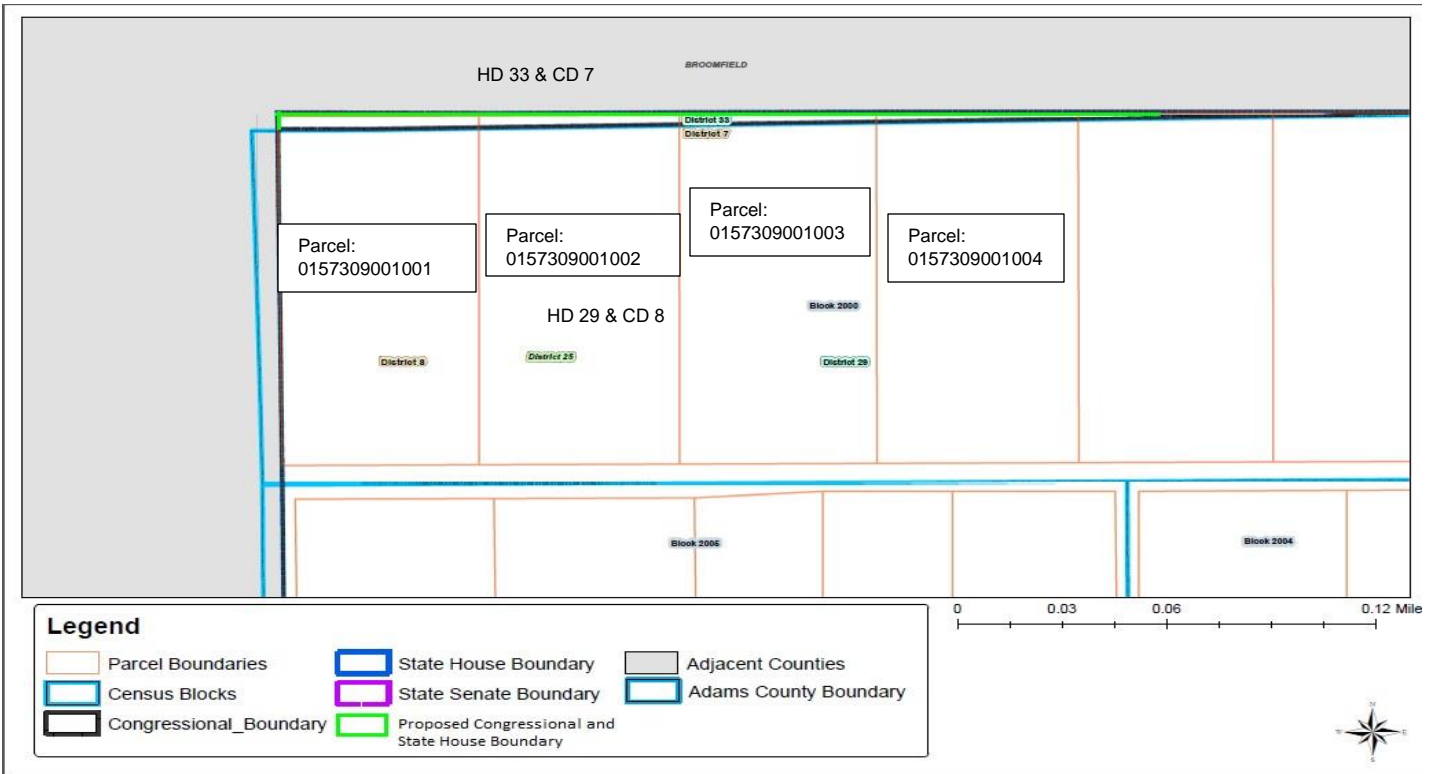 HD 33 & CD 7
BROOMFIELD
District 33
District 7
Parcel:
0157309001001
Parcel:
0157309001002
Parcel:
0157309001003
Parcel:
0157309001004
Block 2000
HD 29 & CD 8
District 8
District 25
District 29
Block 2005
Block 2004
Legend
Parcel Boundaries
Census Blocks
Congressional_Boundary
State House Boundary
State Senate Boundary
Proposed Congressional and
State House Boundary
Adjacent Counties
Adams County Boundary
0 0.03 0.06 0.12 Mile
N
W E
S